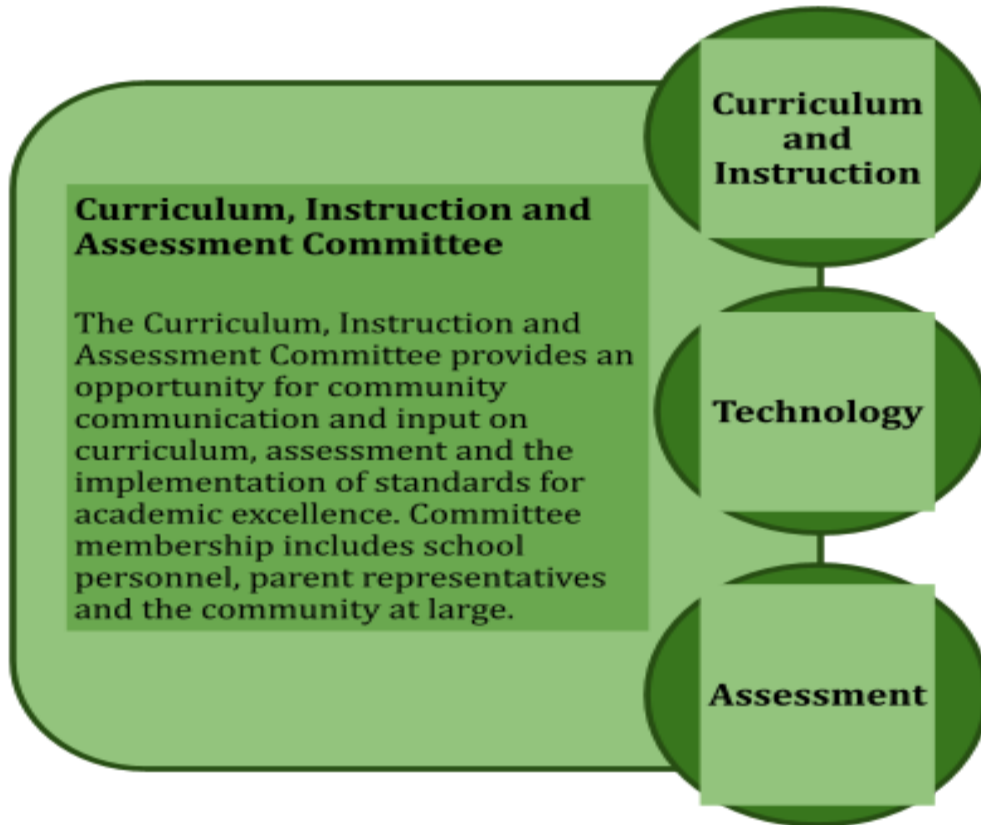 Curriculum, Instruction and
Assessment Committee
The Curriculum, Instruction and
Assessment Committee provides an
opportunity for community
communication and input on
curriculum, assessment and the
implementation of standards for
academic excellence. Committee
membership includes school
personnel, parent representatives
and the community at large.
Curriculum
and
Instruction
Technology
Assessment